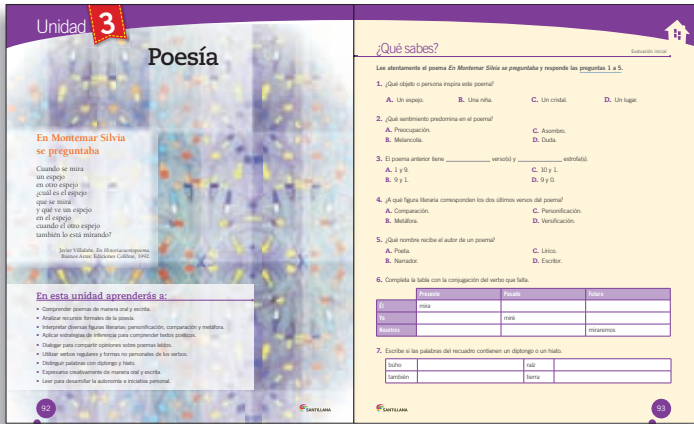 Unidad 3
Poesía
En Montemar Silvia
se preguntaba
Cuando se mira
un espejo
en otro espejo
¿cuál es el espejo
que se mira
y qué ve un espejo
en el espejo
cuando el otro espejo
también lo está mirando?
Javier Villafañe, En Historiacuentopoema.
Buenos Aires: Ediciones Colihue, 1992.
En esta unidad aprenderás a:
• Comprender poemas de manera oral y escrita.
• Analizar recursos formales de la poesía.
• Interpretar diversas figuras literarias: personificación, comparación y metáfora.
• Aplicar estrategias de inferencia para comprender textos poéticos.
• Dialogar para compartir opiniones sobre poemas leídos.
• Utilizar verbos regulares y formas no personales de los verbos.
• Distinguir palabras con diptongo y hiato.
• Expresarse creativamente de manera oral y escrita.
• Leer para desarrollar la autonomía e iniciativa personal.
92
SANTILLANA
¿Qué sabes?
Evaluación inicial
Lee atentamente el poema En Montemar Silvia se preguntaba y responde las preguntas 1 a 5.
1. ¿Qué objeto o persona inspira este poema?
A. Un espejo. B. Una niña. C. Un cristal. D. Un lugar.
2. ¿Qué sentimiento predomina en el poema?
A. Preocupación. C. Asombro.
B. Melancolía. D. Duda.
3. El poema anterior tiene ____________ verso(s) y ____________ estrofa(s).
A. 1 y 9. C. 10 y 1.
B. 9 y 1. D. 9 y 0.
4. ¿A qué figura literaria corresponden los dos últimos versos del poema?
A. Comparación. C. Personificación.
B. Metáfora. D. Versificación.
5. ¿Qué nombre recibe el autor de un poema?
A. Poeta. C. Lírico.
B. Narrador. D. Escritor.
6. Completa la tabla con la conjugación del verbo que falta.
Presente Pasado Futuro
Él mira
Yo miré
Nosotros miraremos
7. Escribe si las palabras del recuadro contienen un diptongo o un hiato.
búho raíz
también tierra
SANTILLANA
93